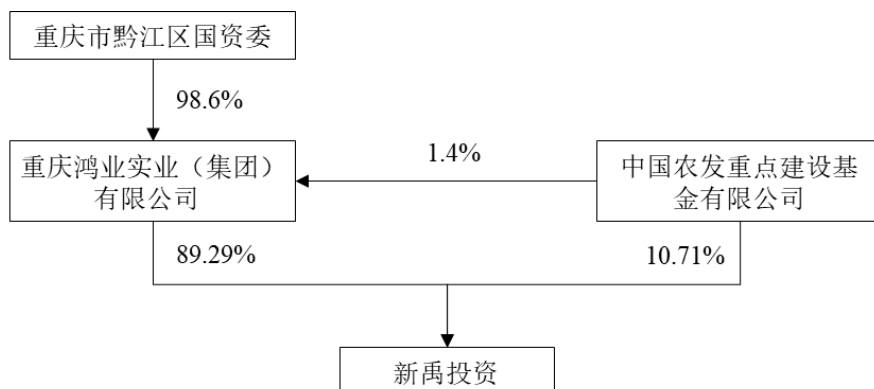 重庆市黔江区国资委
98.6%
重庆鸿业实业（集团）
有限公司
1.4%
中国农发重点建设基
金有限公司
89.29%
10.71%
新禹投资